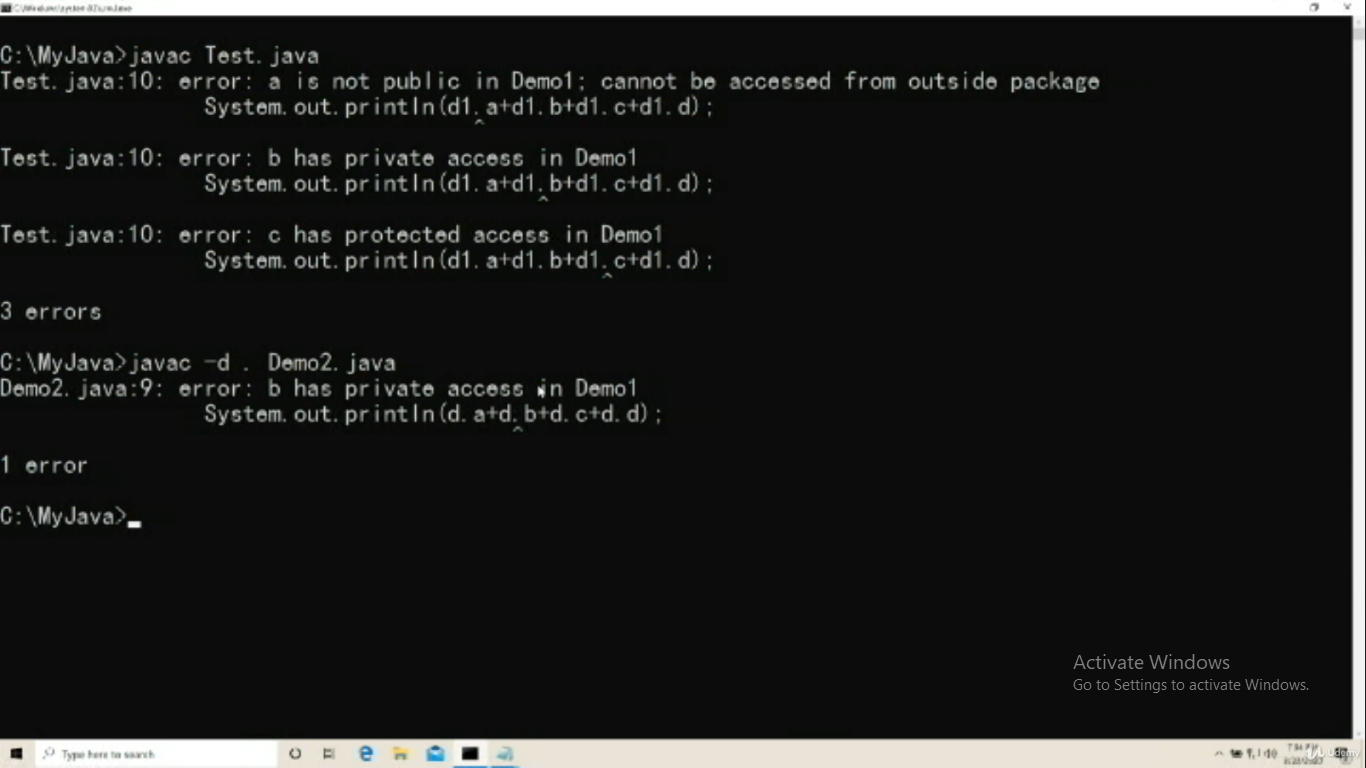 C:\MyJava>javac Test.java
Test.java:10: error: a is not public in Demo1; cannot be accessed from outside package
System.out.println(d1.a+d1.b+d1.c+d1.d);
^
Test.java:10: error: b has private access in Demo1
System.out.println(d1.a+d1.b+d1.c+d1.d);
^
Test.java:10: error: c has protected access in Demo1
System.out.println(d1.a+d1.b+d1.c+d1.d);
^
3 errors
C:\MyJava>javac -d . Demo2.java
Demo2.java:9: error: b has private access in Demo1
System.out.println(d.a+d.b+d.c+d.d);
^
1 error
C:\MyJava>
Activate Windows
Go to Settings to activate Windows.
Type here to search
Udemy